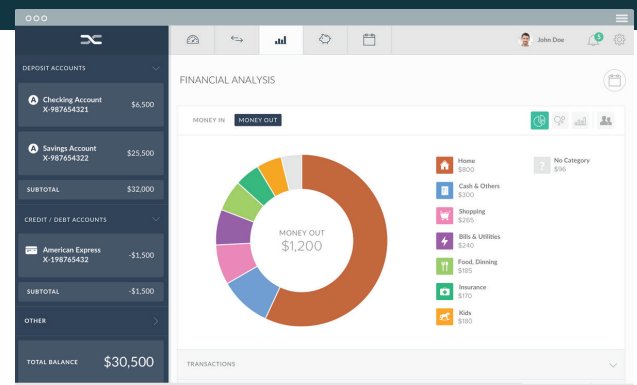 John Doe
5
DEPOSIT ACCOUNTS
A Checking Account
X-987654321
$6,500
A Savings Account
X-987654322
$25,500
SUBTOTAL $32,000
CREDIT / DEBT ACCOUNTS
American Express
X-198765432
-$1,500
SUBTOTAL -$1,500
OTHER
TOTAL BALANCE $30,500
FINANCIAL ANALYSIS
MONEY IN MONEY OUT
MONEY OUT
$1,200
Home
$800
Cash & Others
$300
Shopping
$265
Bills & Utilities
$240
Food, Dinning
$185
Insurance
$170
Kids
$180
? No Category
$96
TRANSACTIONS